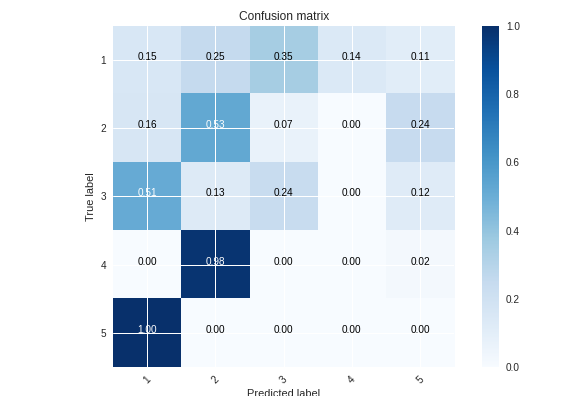 Confusion matrix
1.0
1 0.15 0.25 0.35 0.14 0.11
0.8
2 0.16 0.53 0.07 0.00 0.24
0.6
True label
3 0.51 0.13 0.24 0.00 0.12
0.4
4 0.00 0.98 0.00 0.00 0.02
0.2
5 1.00 0.00 0.00 0.00 0.00
0.0
1 2 3 4 5
Predicted label